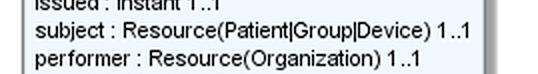 issued : Instant 1..1
subject : Resource(Patient|Group|Device) 1..1
performer : Resource(Organization) 1..1